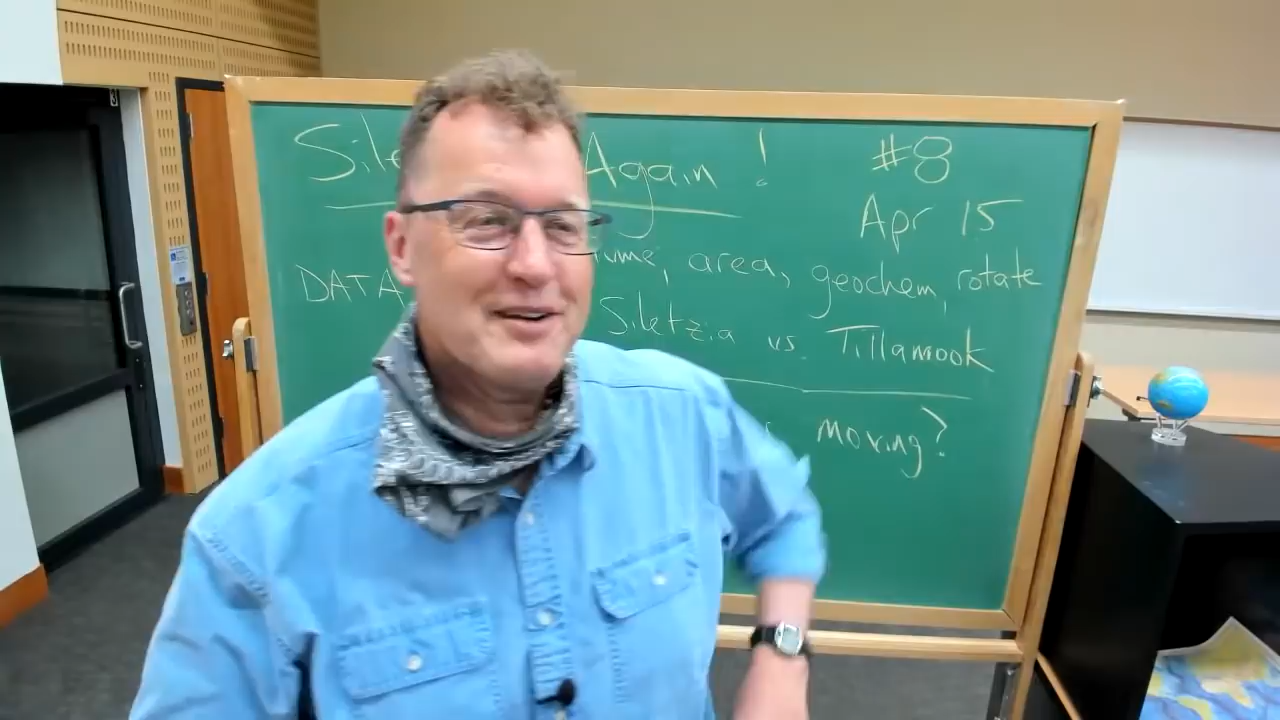 Again!
#8
Apr 15
DATA
area, geochem, rotate
Siletzia vs. Tillamook
moving?